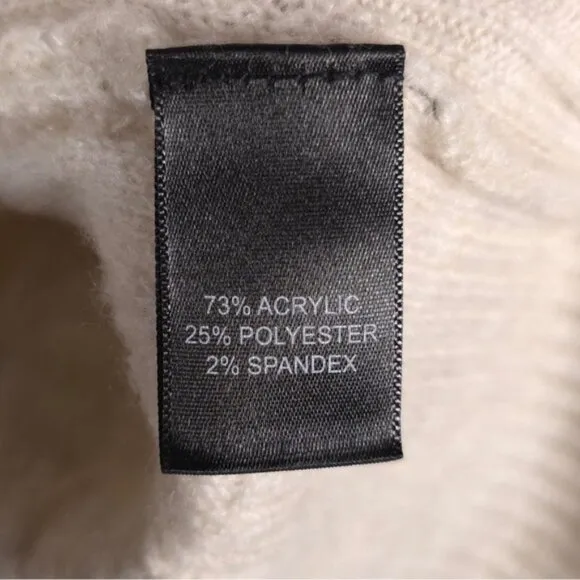 73% ACRYLIC
25% POLYESTER
2% SPANDEX